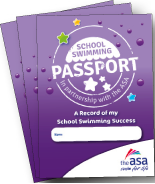 SCHOOL
SWIMMING
PASSPORT
in partnership with the ASA
A Record of my
School Swimming Success
Name:
the asa
swim for life